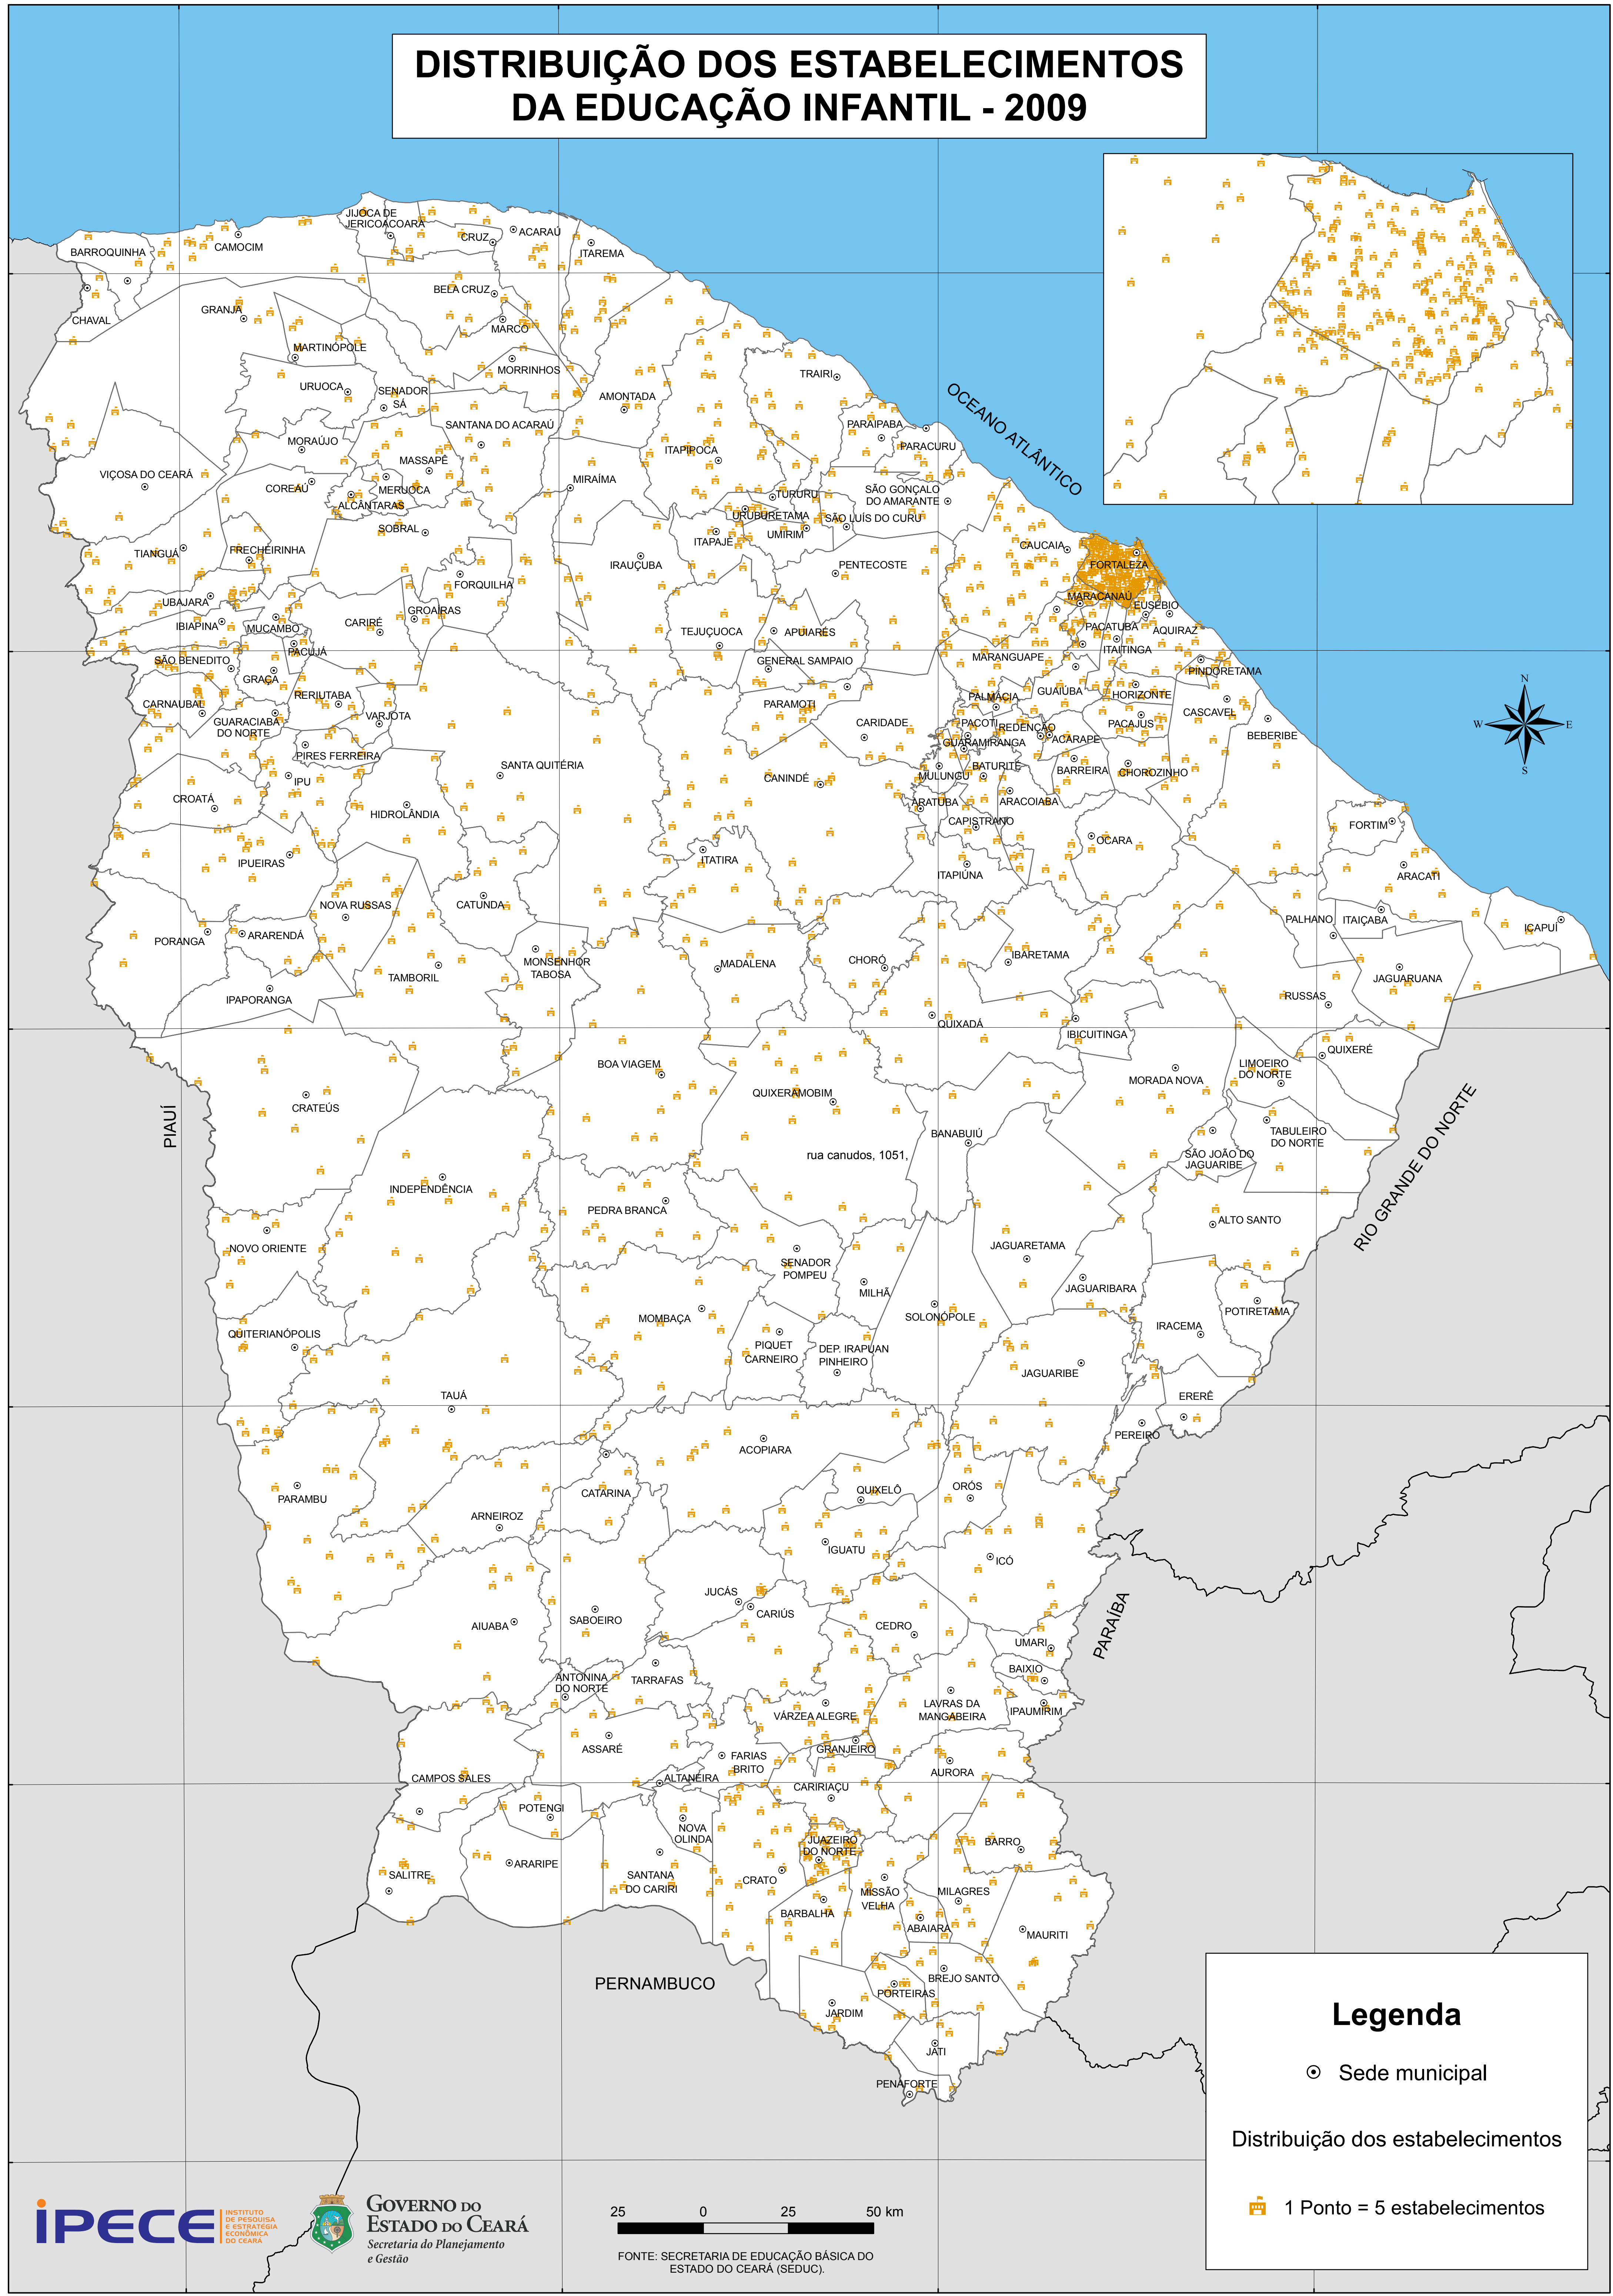 DISTRIBUIÇÃO DOS ESTABELECIMENTOS
DA EDUCAÇÃO INFANTIL - 2009
JIJOCA DE
JERICOACOARA
CRUZ
ACARAÚ
BARROQUINHA
CAMOCIM
ITAREMA
BELA CRUZ
CHAVAL
GRANJA
MARCO
MARTINÓPOLE
MORRINHOS
TRAIRI
URUOCA
SENADOR
SÁ
AMONTADA
OCEANO ATLÂNTICO
SANTANA DO ACARAÚ
PARAIPABA
MORAÚJO
PARACURU
ITAPIPOCA
MASSAPÊ
VIÇOSA DO CEARÁ
MIRAÍMA
COREAÚ
MERUOCA
TURURU
SÃO GONÇALO
DO AMARANTE
ALCÂNTARAS
URUBURETAMA
SÃO LUÍS DO CURU
SOBRAL
UMIRIM
ITAPAJÉ
CAUCAIA
TIANGUÁ
FRECHEIRINHA
IRAUÇUBA
PENTECOSTE
FORTALEZA
FORQUILHA
MARACANAÚ
UBAJARA
EUSÉBIO
GROAÍRAS
IBIAPINA
MUCAMBO
CARIRÉ
TEJUÇUOCA
APUIARÉS
PACATUBA
AQUIRAZ
ITAITINGA
PACUJÁ
SÃO BENEDITO
GENERAL SAMPAIO
MARANGUAPE
PINDORETAMA
GRAÇA
RERIUTABA
GUAIÚBA
HORIZONTE
CARNAUBAL
PARAMOTI
PALMÁCIA
CASCAVEL
GUARACIABA
DO NORTE
VARJOTA
CARIDADE
PACOTI
REDENÇÃO
PACAJUS
BEBERIBE
GUARAMIRANGA
ACARAPE
PIRES FERREIRA
SANTA QUITÉRIA
BATURITÉ
BARREIRA
CHOROZINHO
IPU
CANINDÉ
MULUNGU
CROATÁ
HIDROLÂNDIA
ARATUBA
ARACOIABA
CAPISTRANO
FORTIM
OCARA
IPUEIRAS
ITATIRA
ITAPIÚNA
ARACATI
NOVA RUSSAS
CATUNDA
PALHANO
ITAIÇABA
ICAPUÍ
PORANGA
ARARENDÁ
MONSENHOR
TABOSA
MADALENA
CHORÓ
IBARETAMA
TAMBORIL
JAGUARUANA
IPAPORANGA
RUSSAS
QUIXADÁ
IBICUITINGA
QUIXERÉ
BOA VIAGEM
LIMOEIRO
DO NORTE
MORADA NOVA
QUIXERAMOBIM
CRATEÚS
PIAUÍ
BANABUIÚ
TABULEIRO
DO NORTE
rua canudos, 1051,
SÃO JOÃO DO
JAGUARIBE
RIO GRANDE DO NORTE
INDEPENDÊNCIA
PEDRA BRANCA
ALTO SANTO
NOVO ORIENTE
JAGUARETAMA
SENADOR
POMPEU
JAGUARIBARA
MILHÃ
POTIRETAMA
MOMBAÇA
SOLONÓPOLE
IRACEMA
QUITERIANÓPOLIS
PIQUET
CARNEIRO
DEP. IRAPUAN
PINHEIRO
JAGUARIBE
TAUÁ
ERERÊ
PEREIRO
ACOPIARA
PARAMBU
CATARINA
QUIXELÔ
ORÓS
ARNEIROZ
IGUATU
ICÓ
JUCÁS
CARIÚS
SABOEIRO
AIUABA
CEDRO
PARAÍBA
UMARI
BAIXIO
ANTONINA
DO NORTE
TARRAFAS
LAVRAS DA
MANGABEIRA
IPAUMIRIM
VÁRZEA ALEGRE
ASSARÉ
GRANJEIRO
FARIAS
BRITO
AURORA
CAMPOS SALES
ALTANEIRA
CARIRIAÇU
POTENGI
NOVA
OLINDA
JUAZEIRO
DO NORTE
BARRO
ARARIPE
SALITRE
SANTANA
DO CARIRI
CRATO
MISSÃO
VELHA
MILAGRES
BARBALHA
ABAIARA
MAURITI
PERNAMBUCO
BREJO SANTO
PORTEIRAS
JARDIM
JATI
PENAFORTE
N
W
E
S
Legenda
Sede municipal
Distribuição dos estabelecimentos
1 Ponto = 5 estabelecimentos
iPECE
INSTITUTO
DE PESQUISA
E ESTRATÉGIA
ECONÔMICA
DO CEARÁ
GOVERNO DO
ESTADO DO CEARÁ
Secretaria do Planejamento
e Gestão
25 0 25 50 km
FONTE: SECRETARIA DE EDUCAÇÃO BÁSICA DO
ESTADO DO CEARÁ (SEDUC).